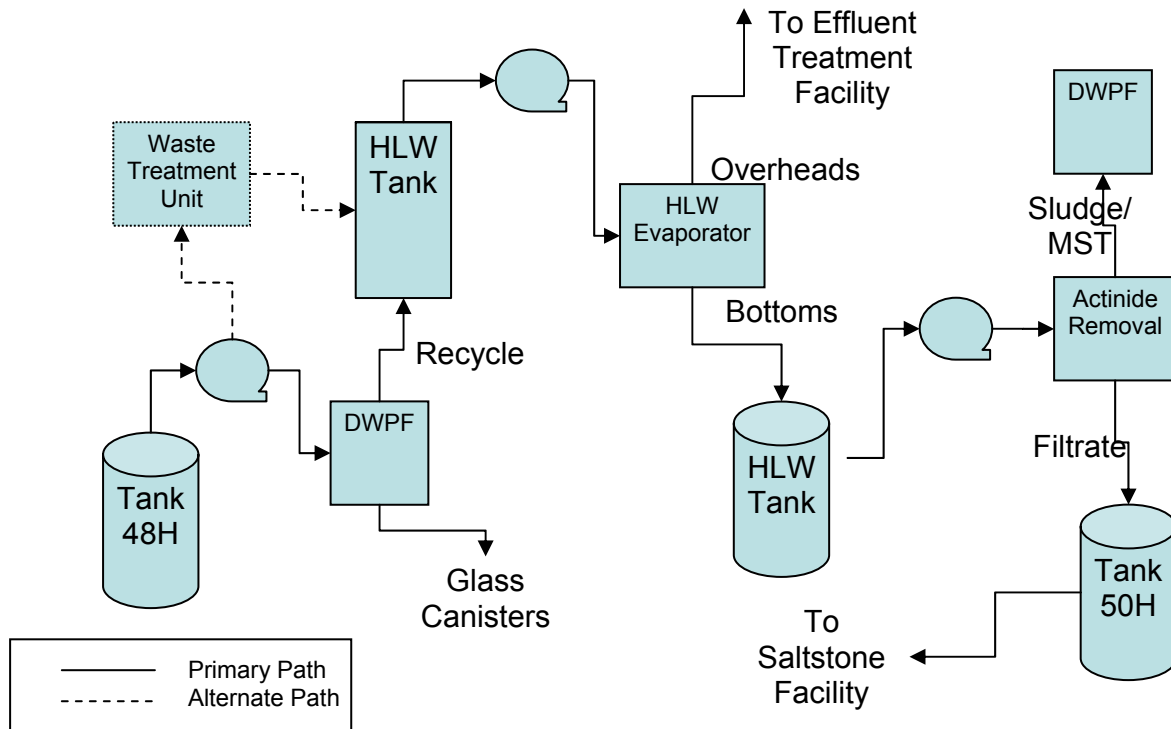 To Effluent
Treatment
Facility
DWPF
Waste
Treatment
Unit
HLW
Tank
Overheads
HLW
Evaporator
Sludge/
MST
Bottoms
Actinide
Removal
Recycle
DWPF
Tank
48H
HLW
Tank
Filtrate
Glass
Canisters
Tank
50H
To
Saltstone
Facility
Primary Path
Alternate Path